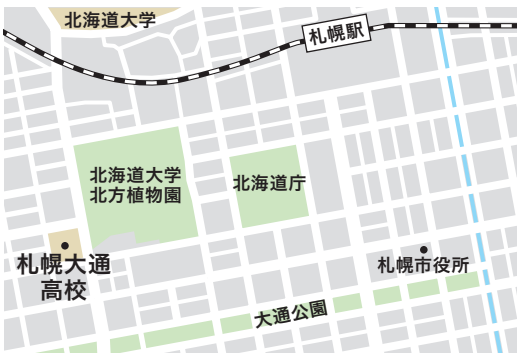 北海道大学
札幌駅
北海道大学
北方植物園
北海道庁
札幌大通
高校
札幌市役所
大通公園